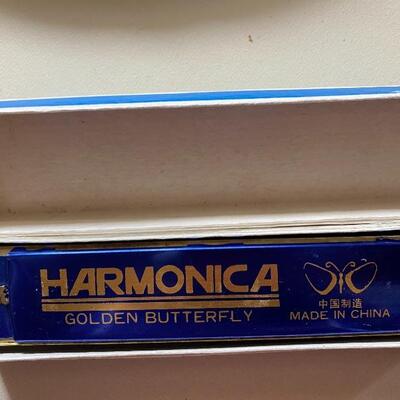 HARMONICA
GOLDEN BUTTERFLY
中国制造
MADE IN CHINA